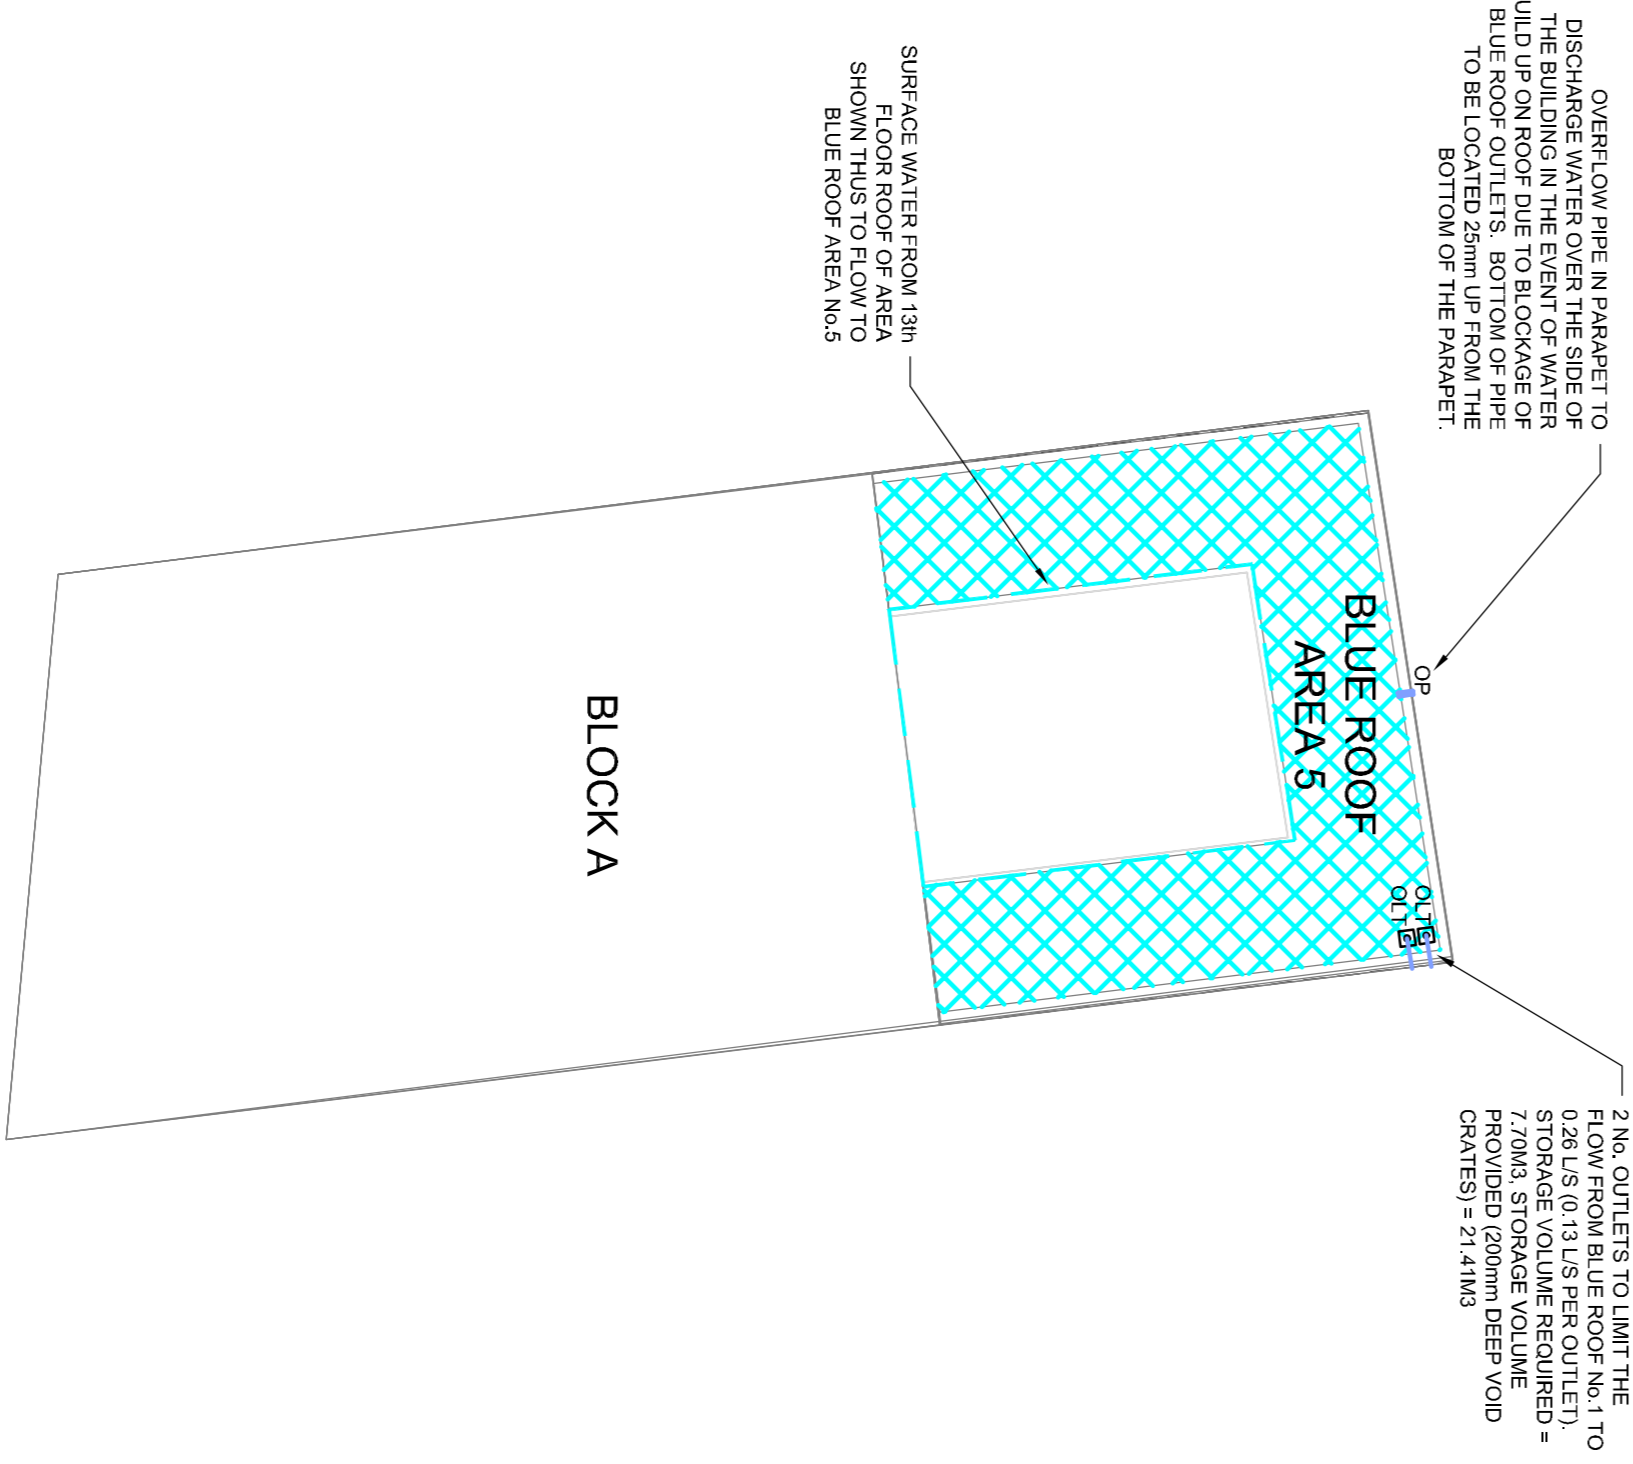 OVERFLOW PIPE IN PARAPET TO
DISCHARGE WATER OVER THE SIDE OF
THE BUILDING IN THE EVENT OF WATER
UILD UP ON ROOF DUE TO BLOCKAGE OF
BLUE ROOF OUTLETS. BOTTOM OF PIPE
TO BE LOCATED 25mm UP FROM THE
BOTTOM OF THE PARAPET.
SURFACE WATER FROM 13th
FLOOR ROOF OF AREA
SHOWN THUS TO FLOW TO
BLUE ROOF AREA No.5
OP
BLUE ROOF
AREA 5
OLT
C
OLT
C
BLOCK A
2 No. OUTLETS TO LIMIT THE
FLOW FROM BLUE ROOF No.1 TO
0.26 L/S (0.13 L/S PER OUTLET).
STORAGE VOLUME REQUIRED =
7.70M3, STORAGE VOLUME
PROVIDED (200mm DEEP VOID
CRATES) = 21.41M3